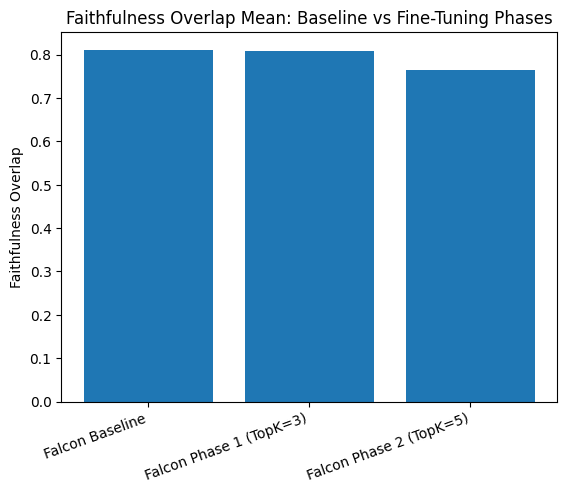 Faithfulness Overlap Mean: Baseline vs Fine-Tuning Phases
Faithfulness Overlap
0.8
0.7
0.6
0.5
0.4
0.3
0.2
0.1
0.0
Falcon Baseline
Falcon Phase 1 (TopK=3)
Falcon Phase 2 (TopK=5)